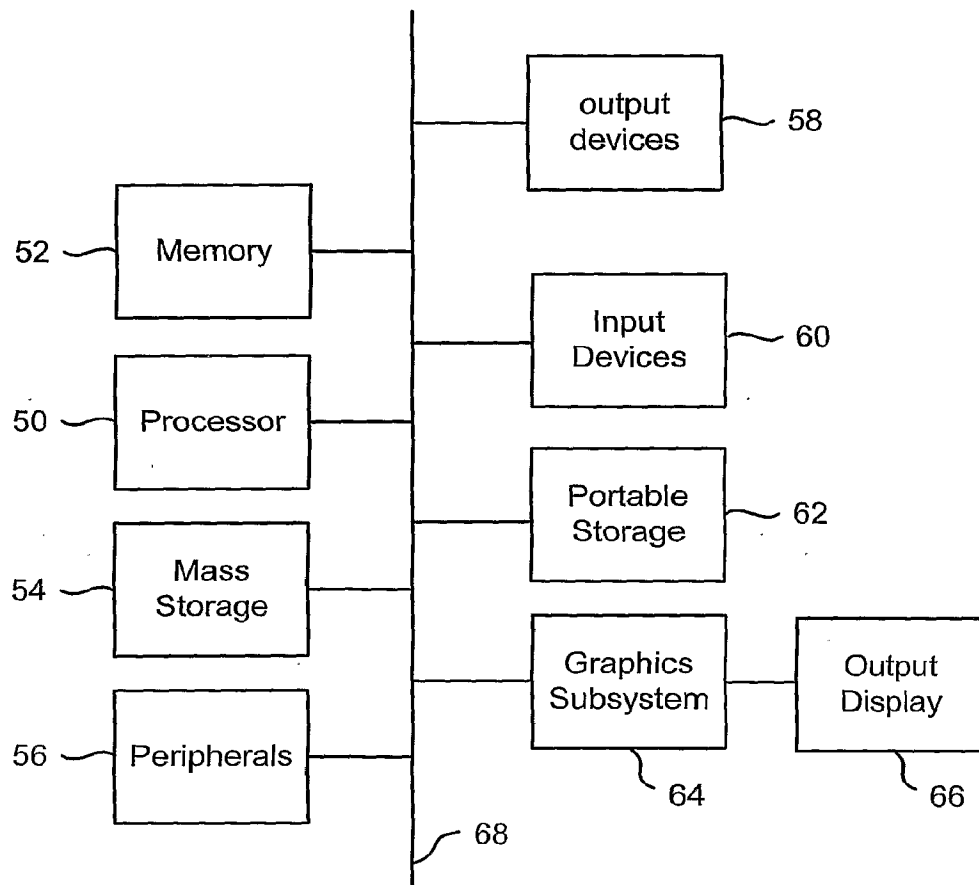 output
devices
58
52
Memory
Input
Devices
60
50
Processor
Portable
Storage
62
54
Mass
Storage
Graphics
Subsystem
Output
Display
56
Peripherals
64
66
68